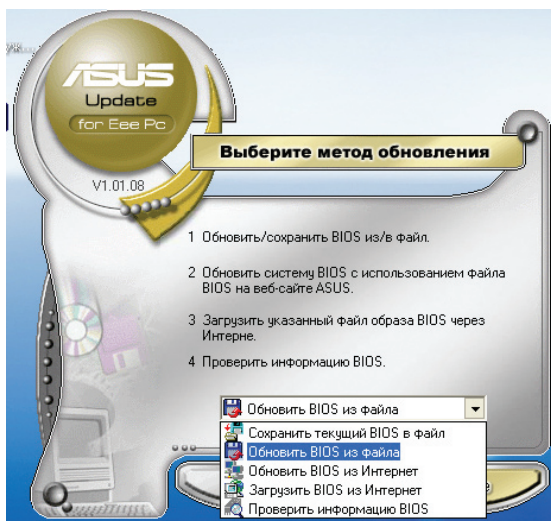 ASUS
Update
for Eee Pc
V1.01.08
Выберите метод обновления
1 Обновить/сохранить BIOS из/в файл.
2 Обновить систему BIOS с использованием файла
BIOS на веб-сайте ASUS.
3 Загрузить указанный файл образа BIOS через
Интерне.
4 Проверить информацию BIOS.
Обновить BIOS из файла
Сохранить текущий BIOS в файл
Обновить BIOS из файла
Обновить BIOS из Интернет
Загрузить BIOS из Интернет
Проверить информацию BIOS